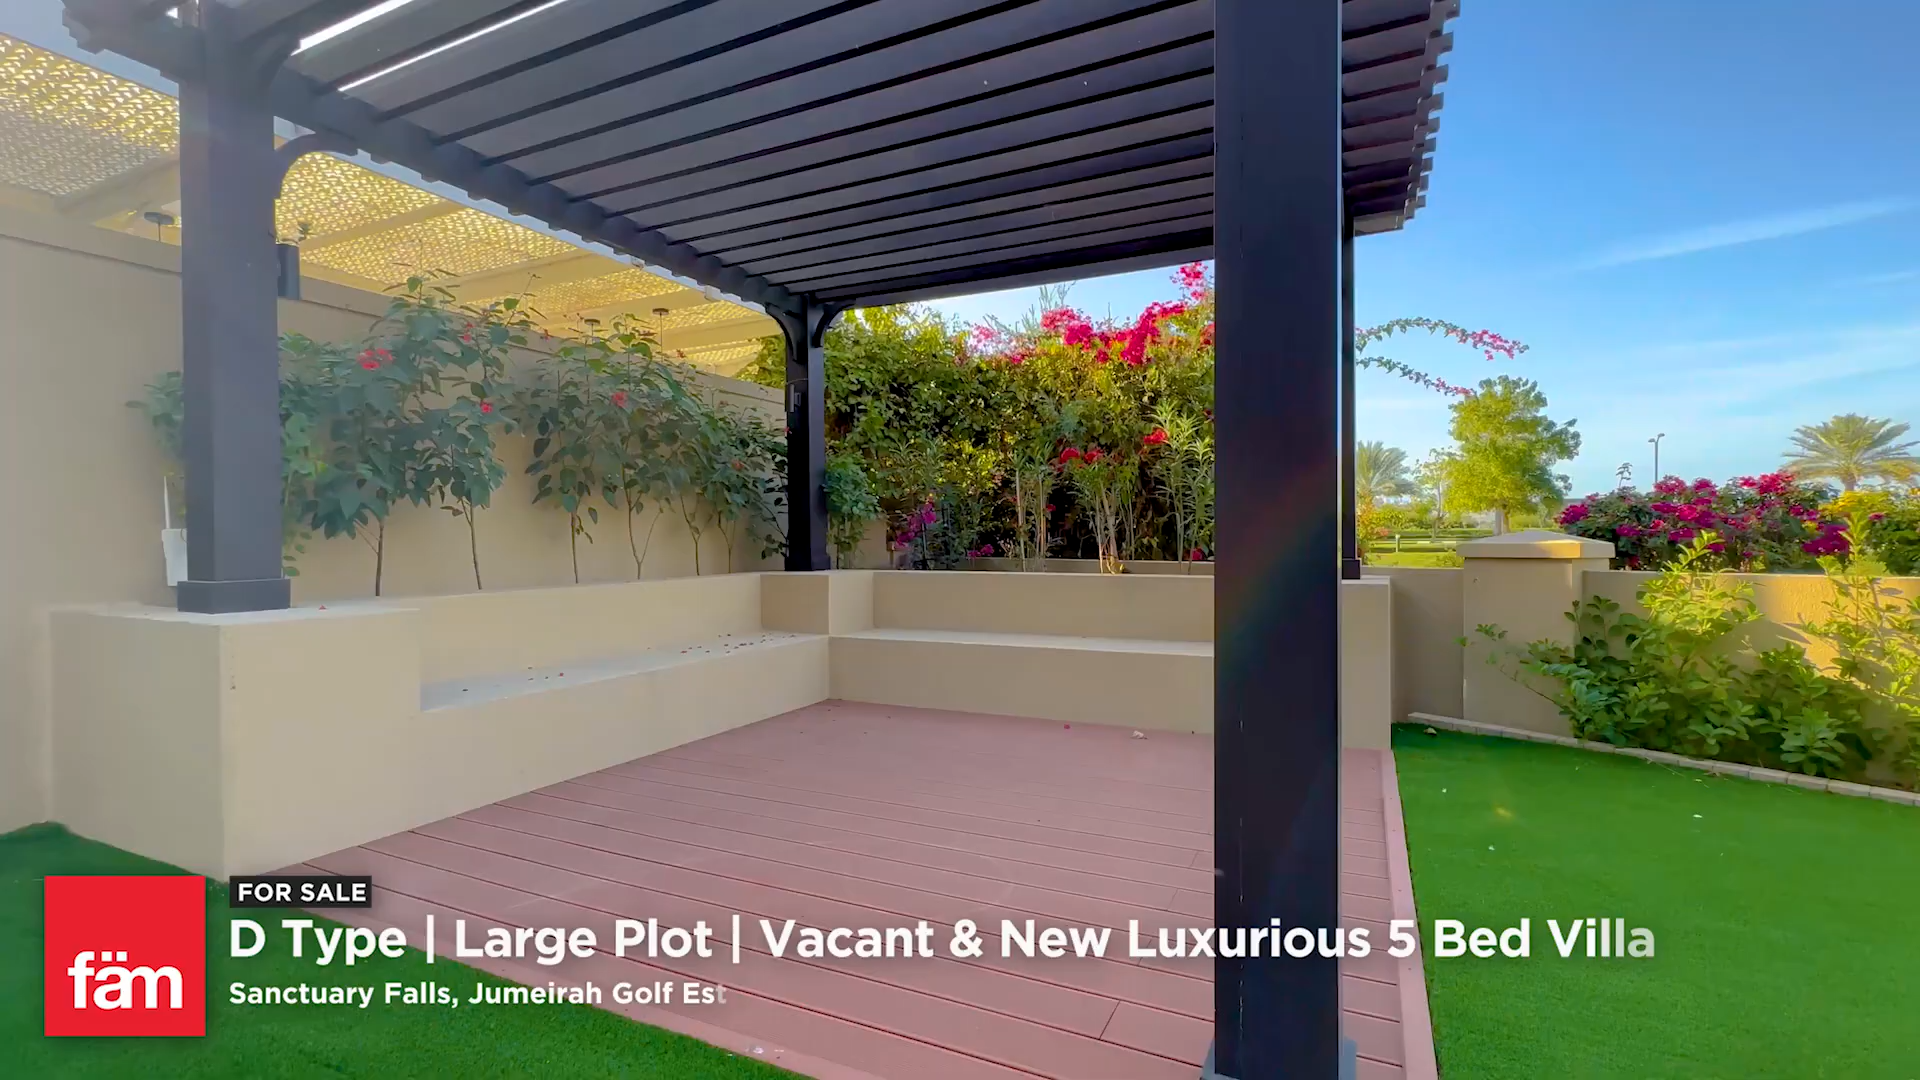 FOR SALE
D Type | Large Plot | Vacant & New Luxurious 5 Bed Villa
fäm
Sanctuary Falls, Jumeirah Golf Est